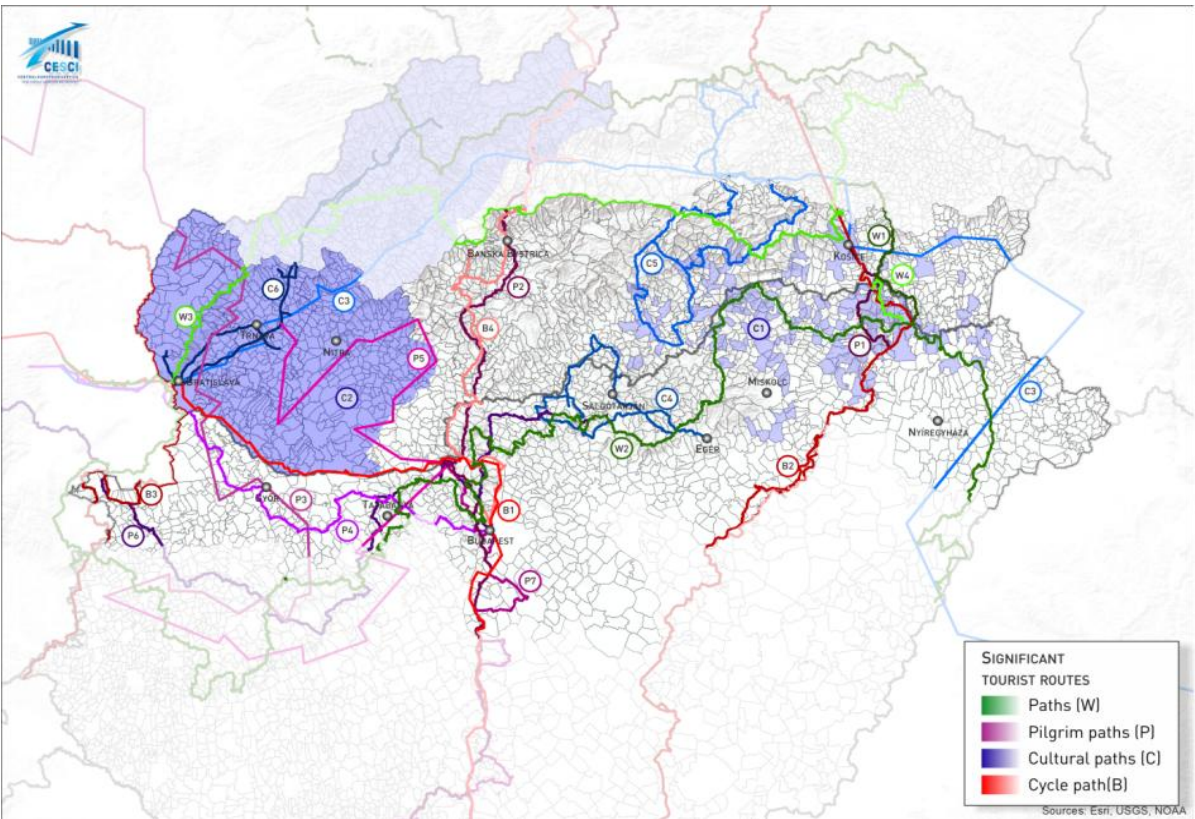 CESCI
BANSKÁ BYSTRICA
KOŠICE
W1
W4
C5
C6
C3
P2
W3
TRNAVA
NITRA
B4
C1
P1
P5
BRATISLAVA
C2
MISKOLC
SALGÓTARJÁN
C4
C3
NYÍREGYHÁZA
W2
EGER
B2
B3
GYŐR
P3
TATABÁNYA
B1
P6
P4
BUDAPEST
P7
SIGNIFICANT
TOURIST ROUTES
Paths (W)
Pilgrim paths (P)
Cultural paths (C)
Cycle path(B)
Sources: Esri, USGS, NOAA